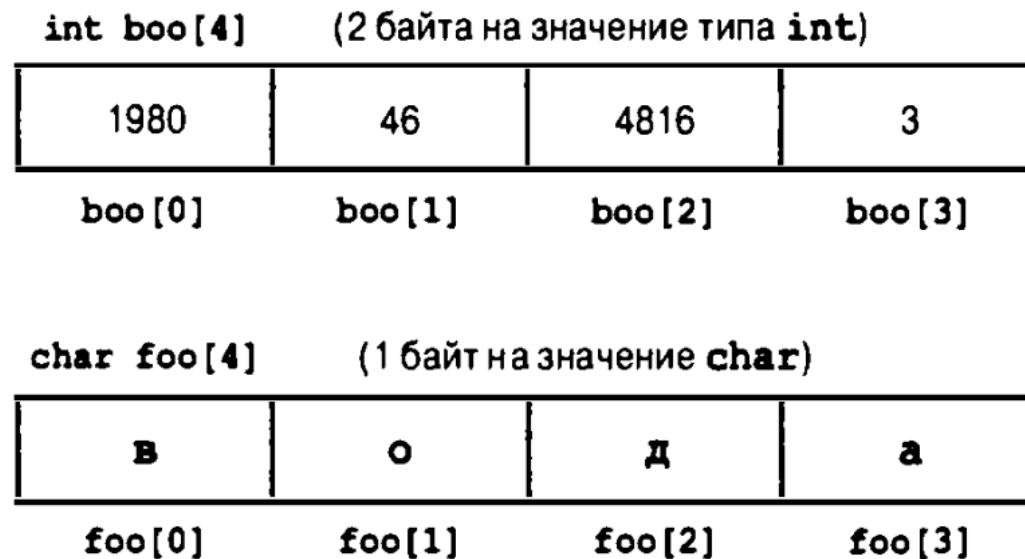 int boo[4] (2 байта на значение типа int)
1980 46 4816 3
boo[0] boo[1] boo[2] boo[3]
char foo[4] (1 байт на значение char)
в о д а
foo[0] foo[1] foo[2] foo[3]